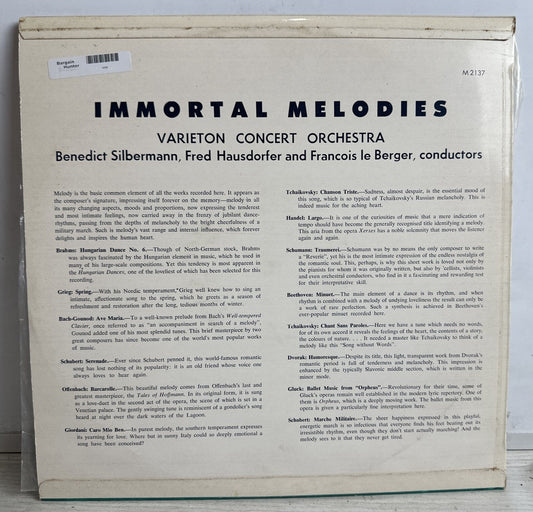 Bargain
Hunter
M 2137
IMMORTAL MELODIES
VARIETON CONCERT ORCHESTRA
Benedict Silbermann, Fred Hausdorfer and Francois le Berger, conductors
Melody is the basic common element of all the works recorded here. It appears as
the composer's signature, impressing itself forever on the memory—melody in all
its many changing aspects, moods and proportions, now expressing the tenderest
and most intimate feelings, now carried away in the frenzy of jubilant dance-
rhythms, passing from the depths of melancholy to the bright cheerfulness of a
military march. Such is melody's vast range and internal influence, which forever
delights and inspires the human heart.
Brahms: Hungarian Dance No. 6.—Though of North-German stock, Brahms
was always fascinated by the Hungarian element in music, which he used in
many of his large-scale compositions. Yet this tendency is most apparent in
the Hungarian Dances, one of the loveliest of which has been selected for this
recording.
Grieg: Spring.—With his Nordic temperament, Grieg well knew how to sing an
intimate, affectionate song to the spring, which he greets as a season of
refreshment and restoration after the long, tedious months of winter.
Bach-Gounod: Ave Maria.—To a well-known prelude from Bach's Well-tempered
Clavier, once referred to as "an accompaniment in search of a melody".
Gounod added one of his most splendid tunes. This brief masterpiece by two
great composers has since become one of the world's most popular works
of music.
Schubert: Serenade.—Ever since Schubert penned it, this world-famous romantic
song has lost nothing of its popularity: it is an old friend whose voice one
always loves to hear again.
Offenbach: Barcarolle.—This beautiful melody comes from Offenbach's last and
greatest masterpiece, the Tales of Hoffmann. In its original form, it is sung
as a love-duet in the second act of the opera, the scene of which is set in a
Venetian palace. The gently swinging tune is reminiscent of a gondolier's song
heard at night over the dark waters of the Lagoon.
Giordani: Caro Mio Ben.—In purest melody, the southern temperament expresses
its yearning for love. Where but in sunny Italy could so deeply emotional a
song have been conceived?
Tchaikovsky: Chanson Triste.—Sadness, almost despair, is the essential mood of
this song, which is so typical of Tchaikovsky's Russian melancholy. This is
indeed music for the aching heart.
Handel: Largo.—It is one of the curiosities of music that a mere indication of
tempo should have become the generally recognised title identifying a melody.
This aria from the opera Xerxes has a noble solemnity that moves the listener
again and again.
Schumann: Traumerei.—Schumann was by no means the only composer to write
a "Reverie", yet his is the most intimate expression of the endless nostalgia of
the romantic soul. This, perhaps, is why his sheet work is loved not only by
the pianists for whom it was originally written, but also by 'cellists, violinists
and even orchestral conductors, who find in it a fascinating and rewarding test
for their interpretative skill.
Beethoven: Minuet.—The main element of a dance is its rhythm, and when
rhythm is combined with a melody of undying loveliness the result can only be
a work of rare perfection. Such a synthesis is achieved in Beethoven's
ever-popular minuet recorded here.
Tchaikovsky: Chant Sans Paroles.—Here we have a tune which needs no words,
for of its own accord it reveals the feelings of the heart, the contents of a story,
the colours of nature. . . . It needed a master like Tchaikovsky to think of a
melody like this "Song without Words".
Dvorak: Humoresque.—Despite its title, this light, transparent work from Dvorak's
romantic period is full of tenderness and melancholy. This impression is
enhanced by the typically Slavonic middle section, which is written in the
minor mode.
Gluck: Ballet Music from "Orpheus".—Revolutionary for their time, some of
Gluck's operas remain well established in the modern lyric repertory. One of
them is Orpheus, which is a deeply moving work. The ballet music from this
opera is given a particularly fine interpretation here.
Schubert: Marche Militaire.—The sheer happiness expressed in this playful,
energetic march is so infectious that everyone finds his feet beating out its
irresistible rhythm, even though they don't start actually marching! And the
melody sees to it that they never get tired.